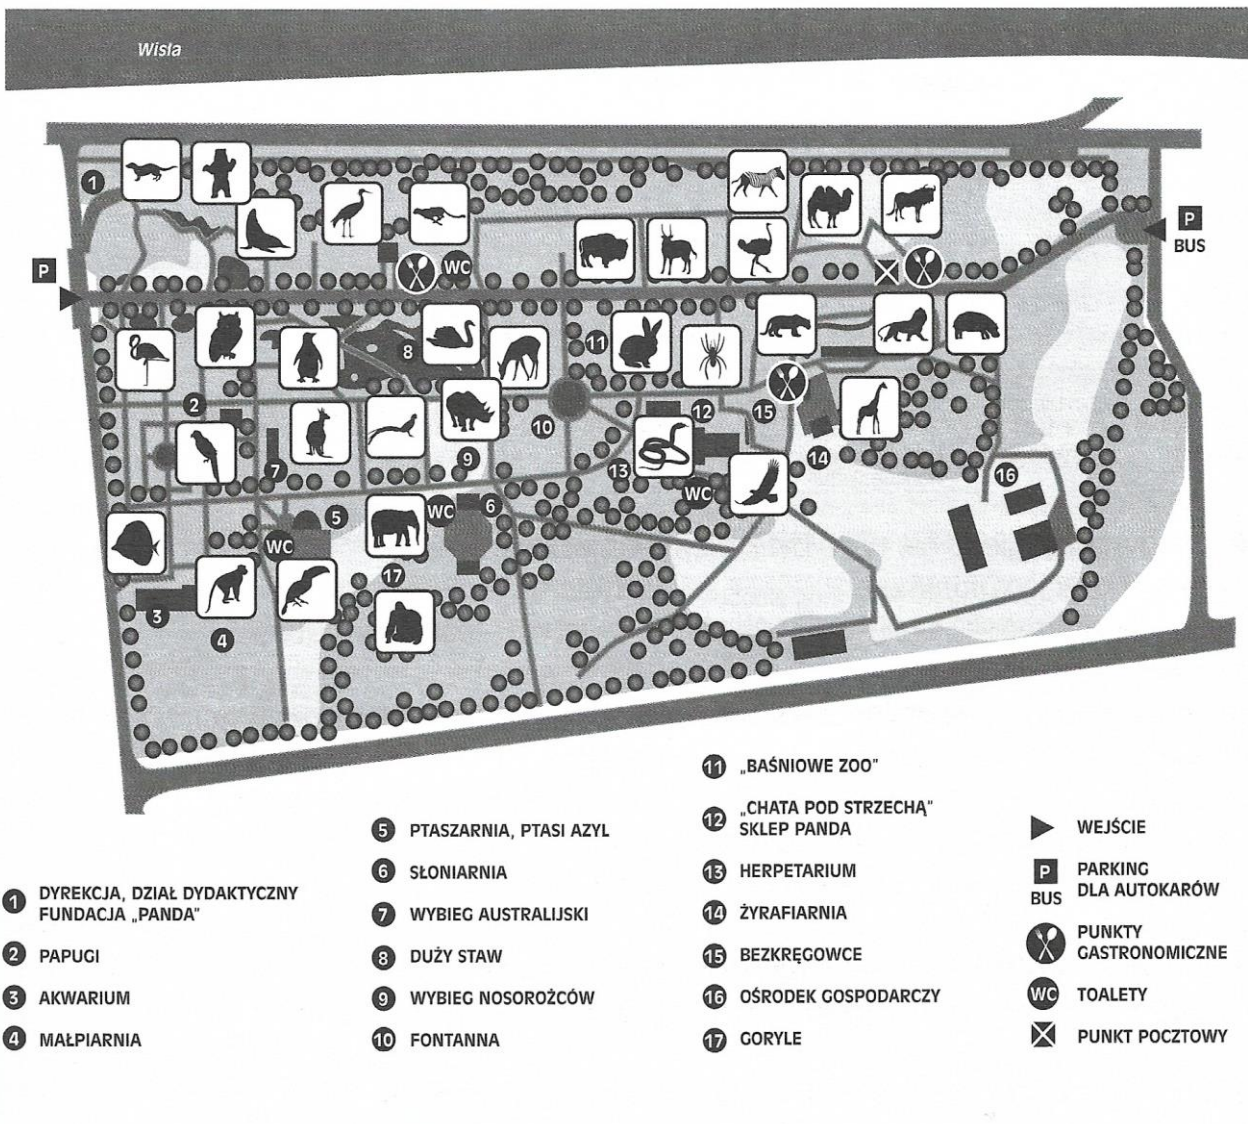 Wisła
1
P
P
BUS
WC
8
11
2
10
12
15
7
9
13
14
16
WC
WC
6
5
WC
17
3
4
1 DYREKCJA, DZIAŁ DYDAKTYCZNY
FUNDACJA „PANDA”
2 PAPUGI
3 AKWARIUM
4 MAŁPIARNIA
5 PTASZARNIA, PTASI AZYL
6 SŁONIARNIA
7 WYBIEG AUSTRALIJSKI
8 DUŻY STAW
9 WYBIEG NOSOROŻCÓW
10 FONTANNA
11 „BAŚNIOWE ZOO”
12 „CHATA POD STRZECHĄ”
SKLEP PANDA
13 HERPETARIUM
14 ŻYRAFIARNIA
15 BEZKRĘGOWCE
16 OŚRODEK GOSPODARCZY
17 GORYLE
WEJŚCIE
P PARKING
BUS DLA AUTOKARÓW
PUNKTY
GASTRONOMICZNE
WC TOALETY
PUNKT POCZTOWY